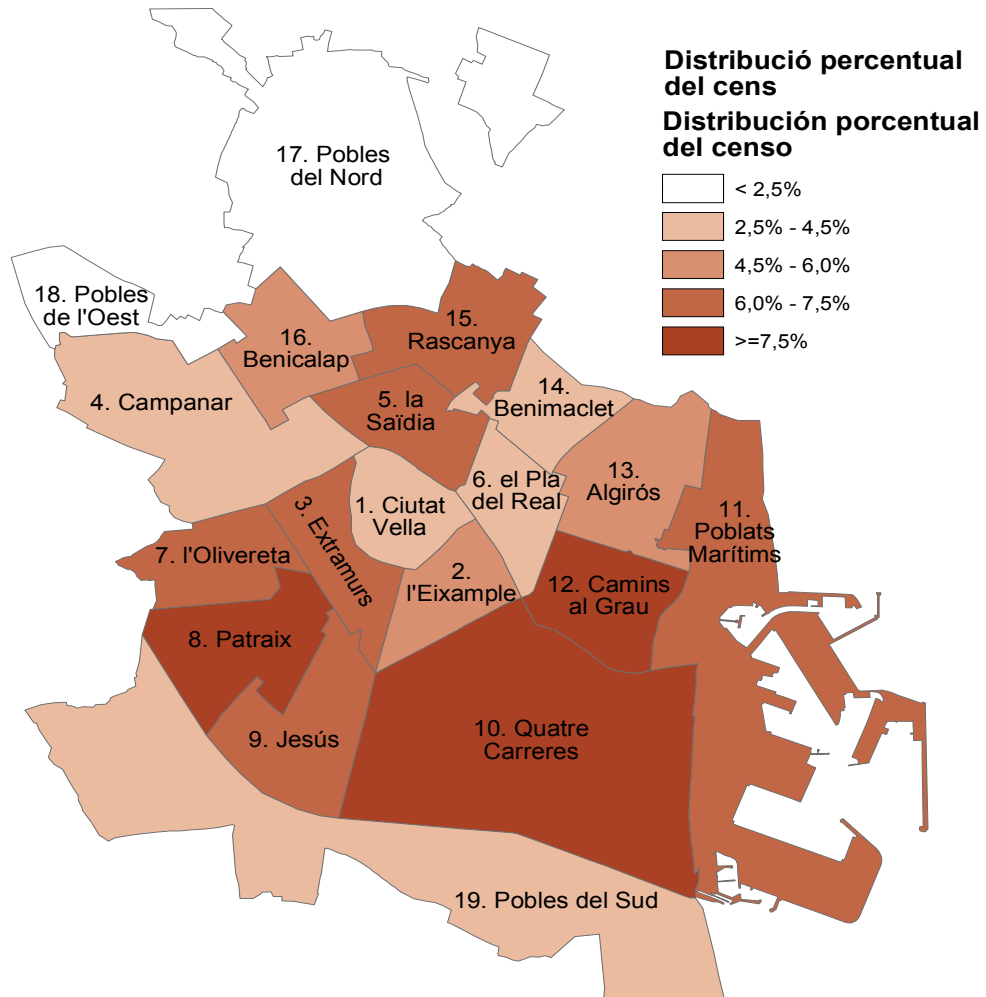 Distribució percentual
del cens
Distribución porcentual
del censo
< 2,5%
2,5% - 4,5%
4,5% - 6,0%
6,0% - 7,5%
>=7,5%
17. Pobles
del Nord
18. Pobles
de l'Oest
16.
Benicalap
15.
Rascanya
4. Campanar
5. la
Saïdia
14.
Benimaclet
6. el Pla
del Real
13.
Algirós
11.
Poblats
Marítims
1. Ciutat
Vella
3. Extramurs
7. l'Olivereta
2.
l'Eixample
12. Camins
al Grau
8. Patraix
9. Jesús
10. Quatre
Carreres
19. Pobles del Sud